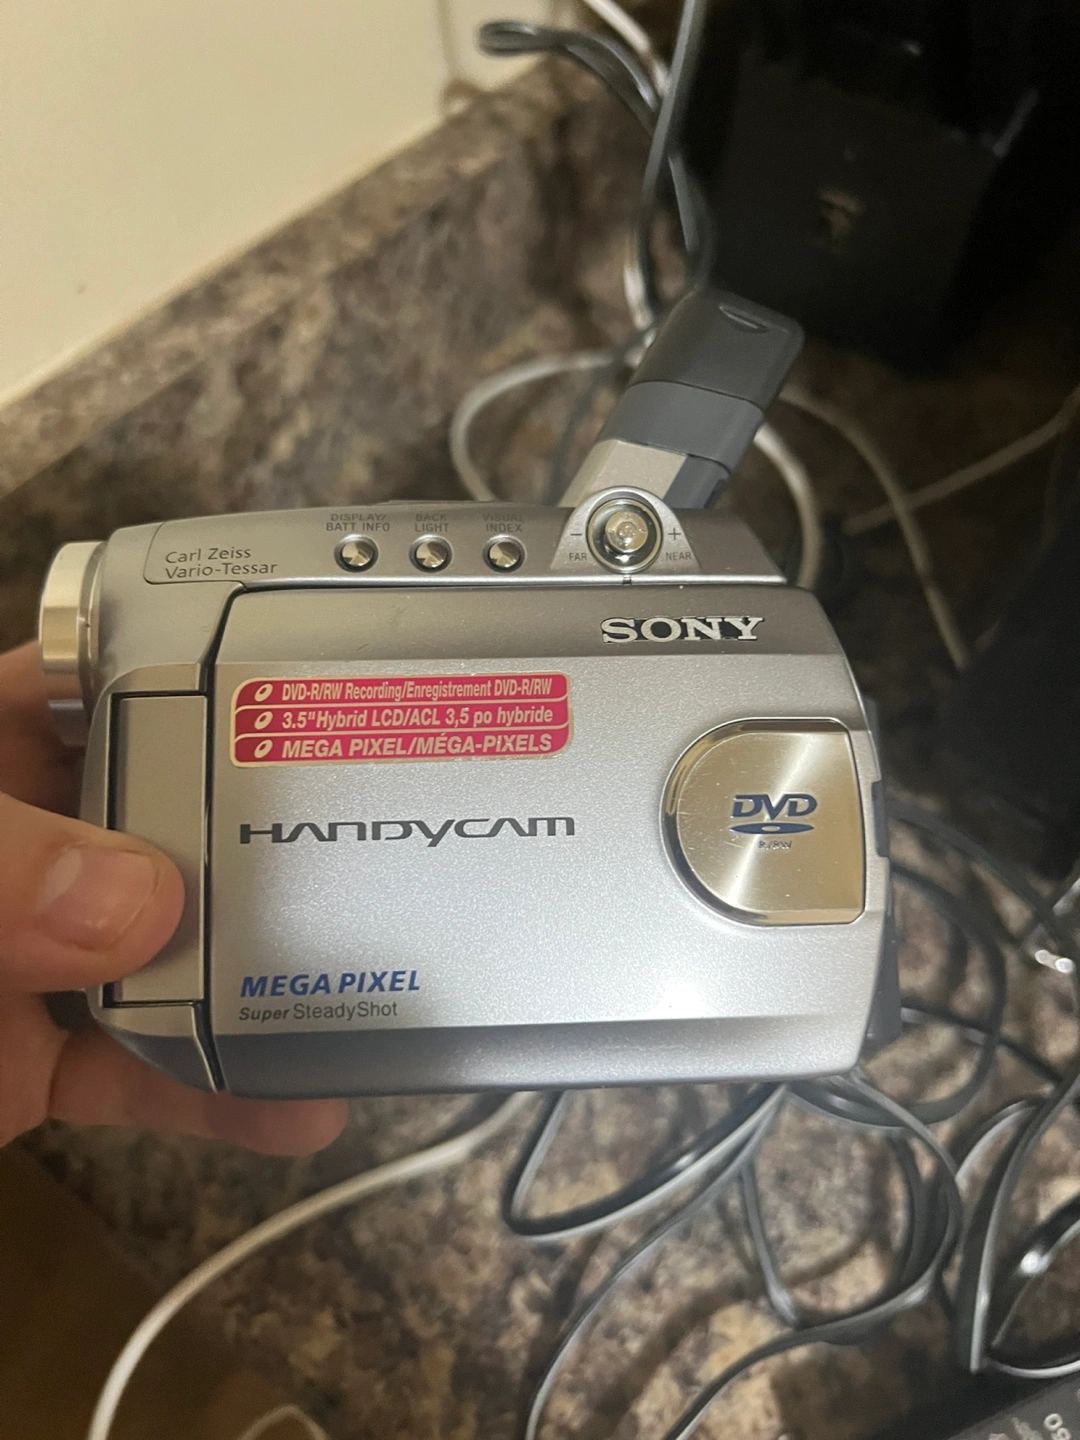 DISPLAY/
BATT INFO
BACK
LIGHT
VISUAL
INDEX
−
+
FAR
NEAR
Carl Zeiss
Vario-Tessar
SONY
DVD-R/RW Recording/Enregistrement DVD-R/RW
3.5"Hybrid LCD/ACL 3,5 po hybride
MEGA PIXEL/MÉGA-PIXELS
HANDYCAM
DVD
R/RW
MEGA PIXEL
Super SteadyShot